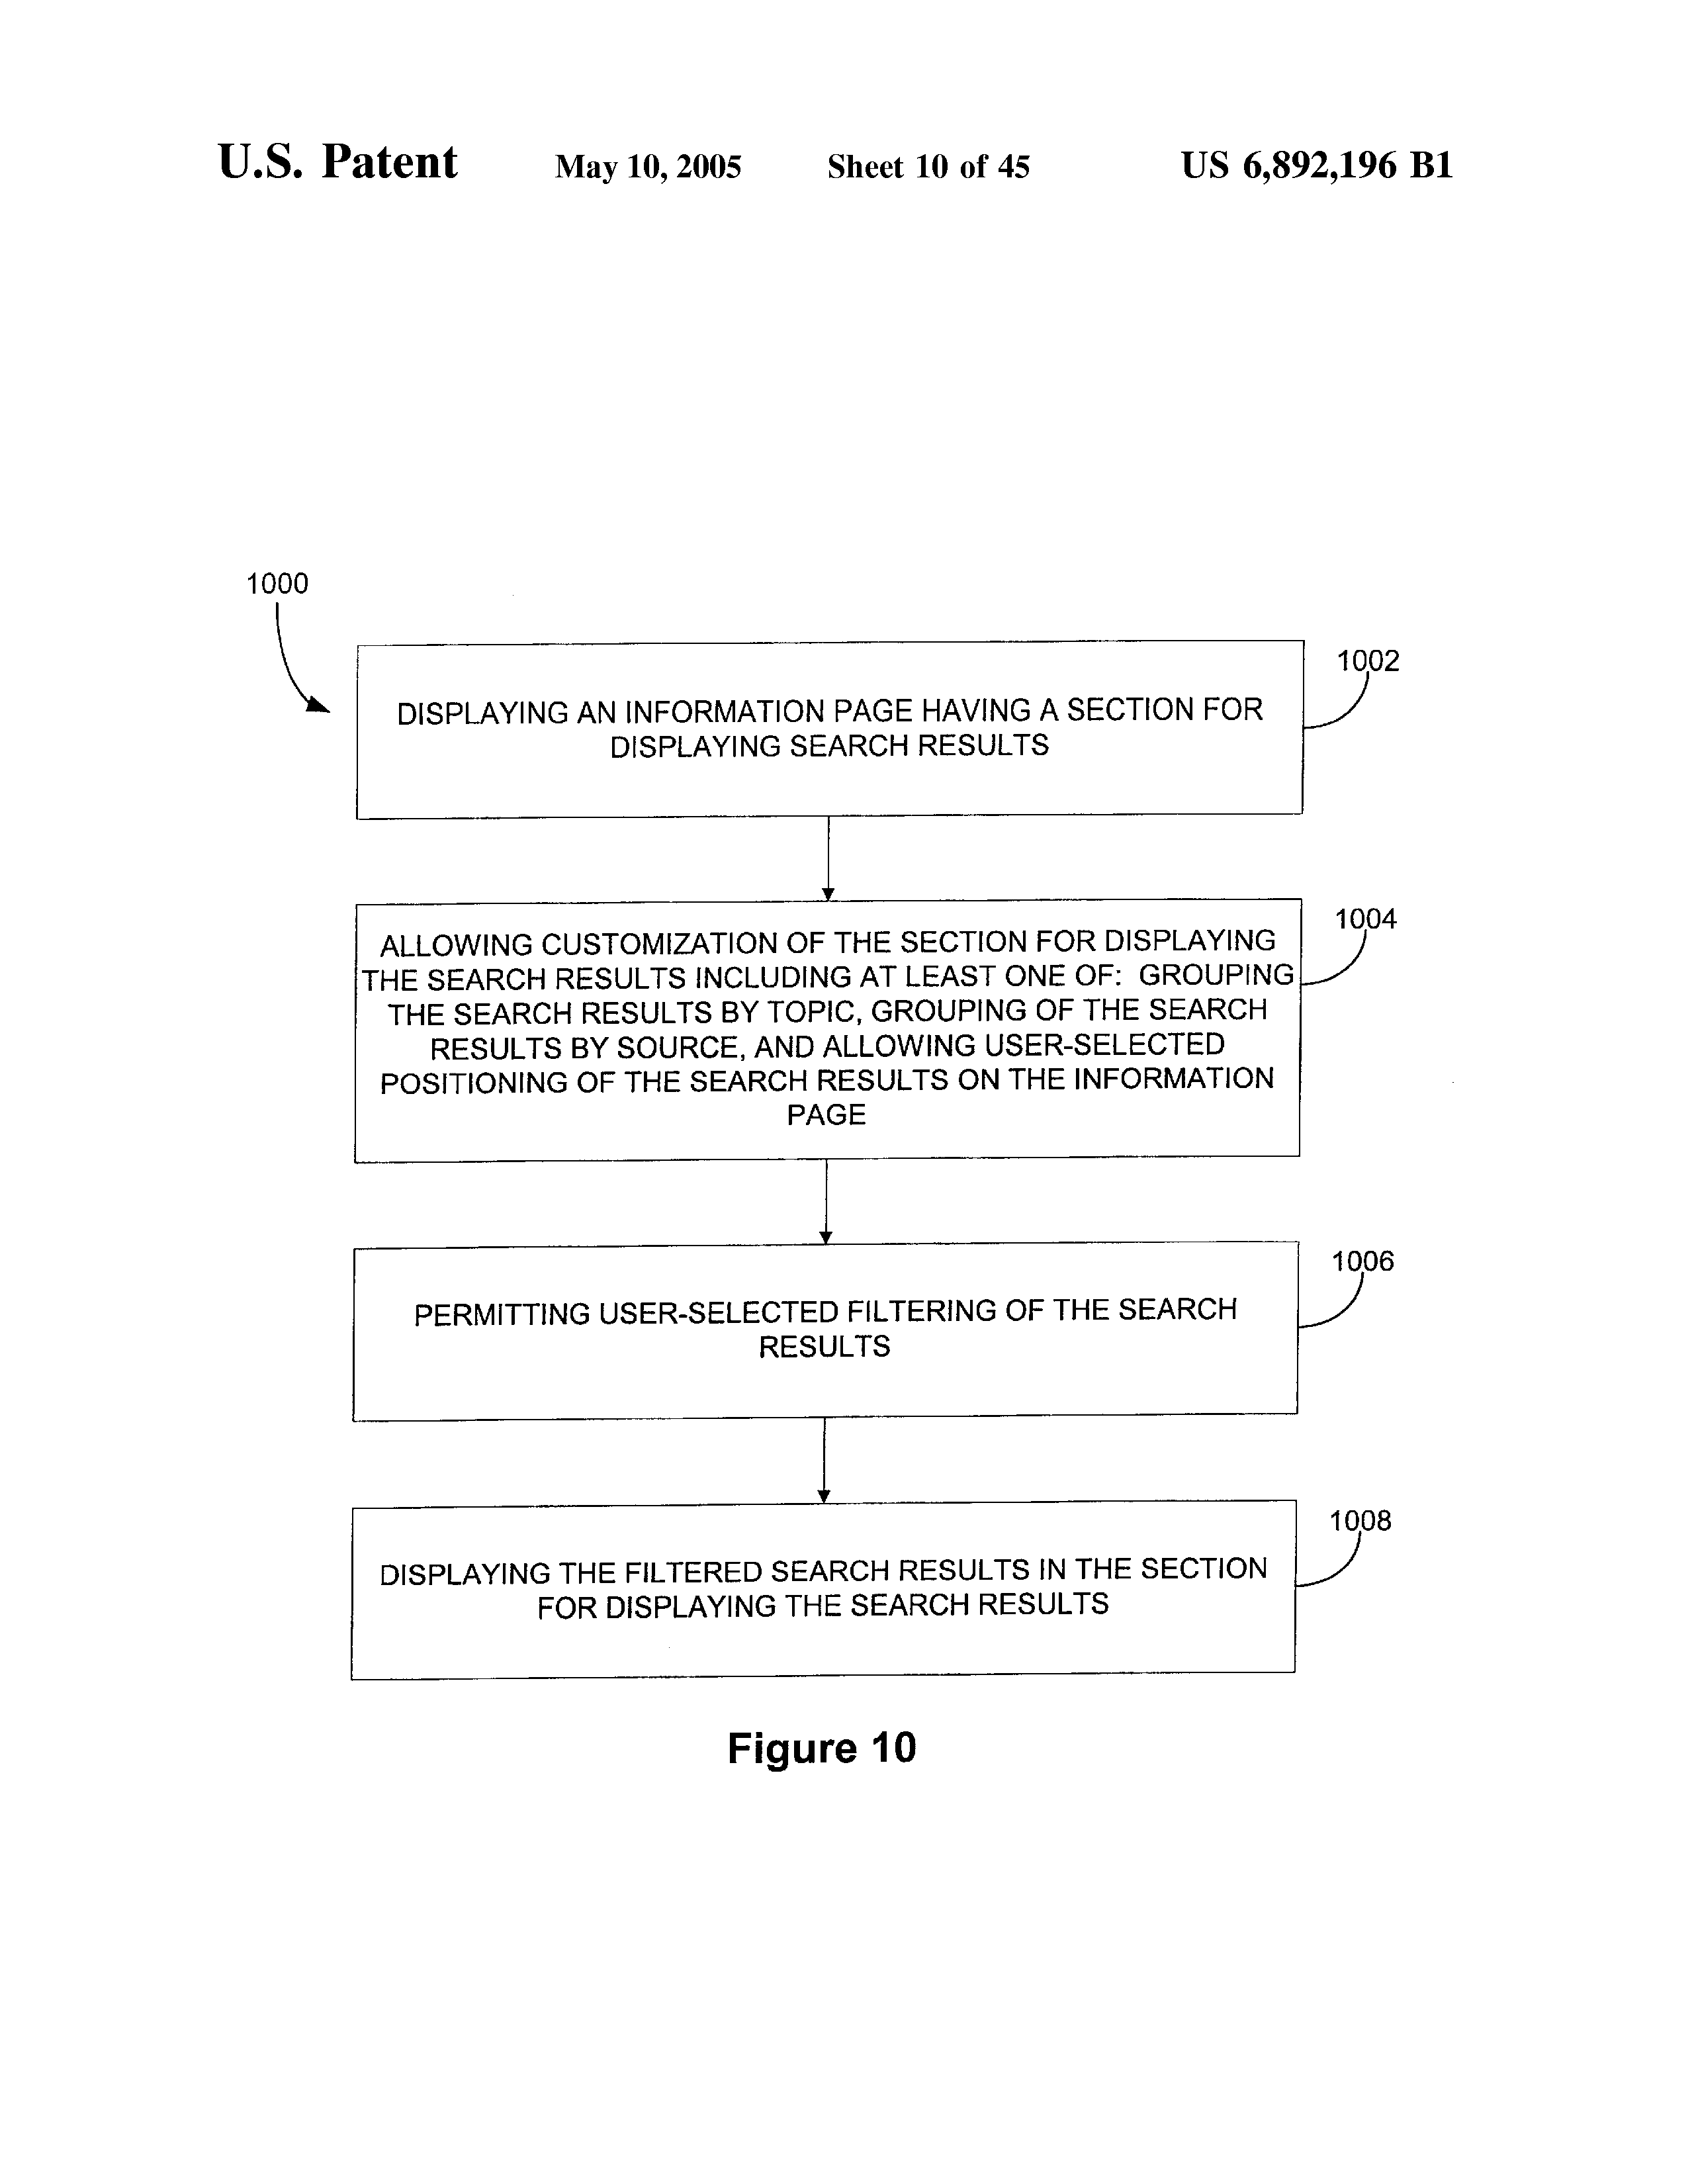 U.S. Patent May 10, 2005 Sheet 10 of 45 US 6,892,196 B1
1000
1002
DISPLAYING AN INFORMATION PAGE HAVING A SECTION FOR
DISPLAYING SEARCH RESULTS
1004
ALLOWING CUSTOMIZATION OF THE SECTION FOR DISPLAYING
THE SEARCH RESULTS INCLUDING AT LEAST ONE OF: GROUPING
THE SEARCH RESULTS BY TOPIC, GROUPING OF THE SEARCH
RESULTS BY SOURCE, AND ALLOWING USER-SELECTED
POSITIONING OF THE SEARCH RESULTS ON THE INFORMATION
PAGE
1006
PERMITTING USER-SELECTED FILTERING OF THE SEARCH
RESULTS
1008
DISPLAYING THE FILTERED SEARCH RESULTS IN THE SECTION
FOR DISPLAYING THE SEARCH RESULTS
Figure 10